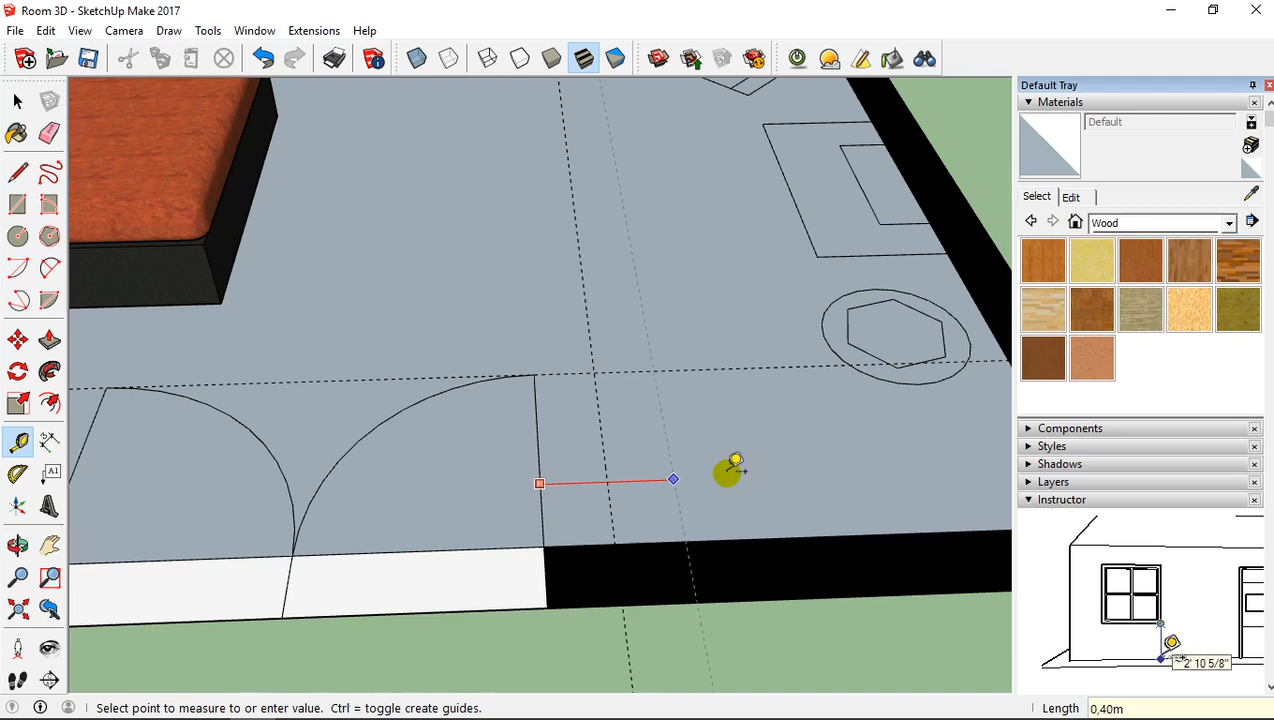 Room 3D - SketchUp Make 2017
File Edit View Camera Draw Tools Window Extensions Help
Default Tray
Materials
Default
Select Edit
Wood
Components
Styles
Shadows
Layers
Instructor
A1
~ 2' 10 5/8"
Select point to measure to or enter value. Ctrl = toggle create guides.
Length 0,40m